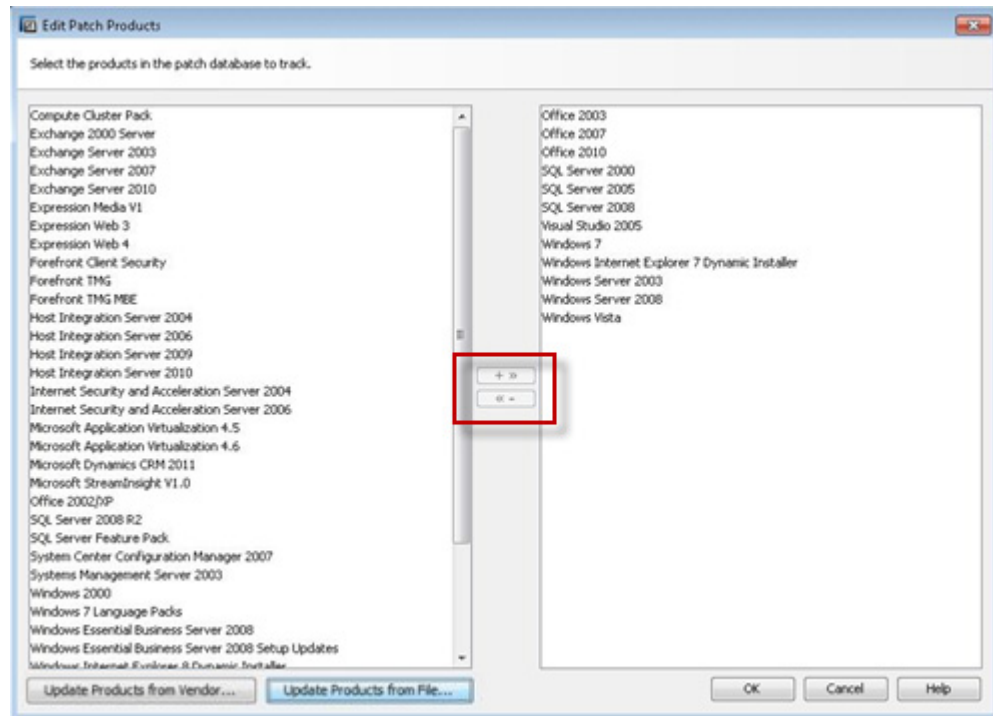 Edit Patch Products
Select the products in the patch database to track.
Compute Cluster Pack
Exchange 2000 Server
Exchange Server 2003
Exchange Server 2007
Exchange Server 2010
Expression Media V1
Expression Web 3
Expression Web 4
Forefront Client Security
Forefront TMG
Forefront TMG MBE
Host Integration Server 2004
Host Integration Server 2006
Host Integration Server 2009
Host Integration Server 2010
Internet Security and Acceleration Server 2004
Internet Security and Acceleration Server 2006
Microsoft Application Virtualization 4.5
Microsoft Application Virtualization 4.6
Microsoft Dynamics CRM 2011
Microsoft StreamInsight V1.0
Office 2002/XP
SQL Server 2008 R2
SQL Server Feature Pack
System Center Configuration Manager 2007
Systems Management Server 2003
Windows 2000
Windows 7 Language Packs
Windows Essential Business Server 2008
Windows Essential Business Server 2008 Setup Updates
Windows Internet Explorer 8 Dynamic Installer
+ »
« -
Office 2003
Office 2007
Office 2010
SQL Server 2000
SQL Server 2005
SQL Server 2008
Visual Studio 2005
Windows 7
Windows Internet Explorer 7 Dynamic Installer
Windows Server 2003
Windows Server 2008
Windows Vista
Update Products from Vendor...
Update Products from File...
OK
Cancel
Help